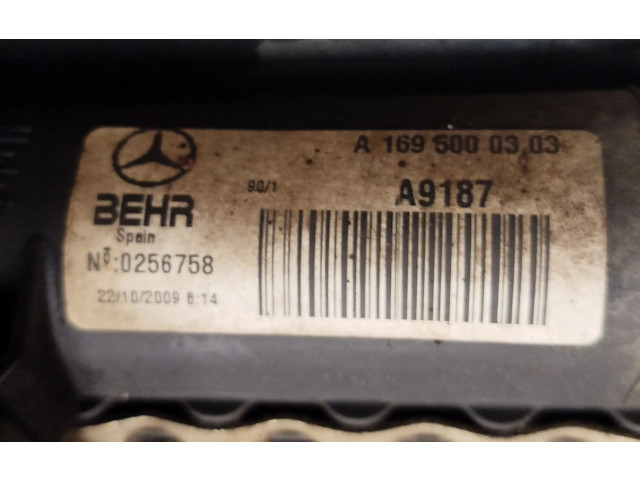 A 169 500 03 03
90/1
A9187
BEHR
Spain
Nº:0256758
22/10/2009 8:14